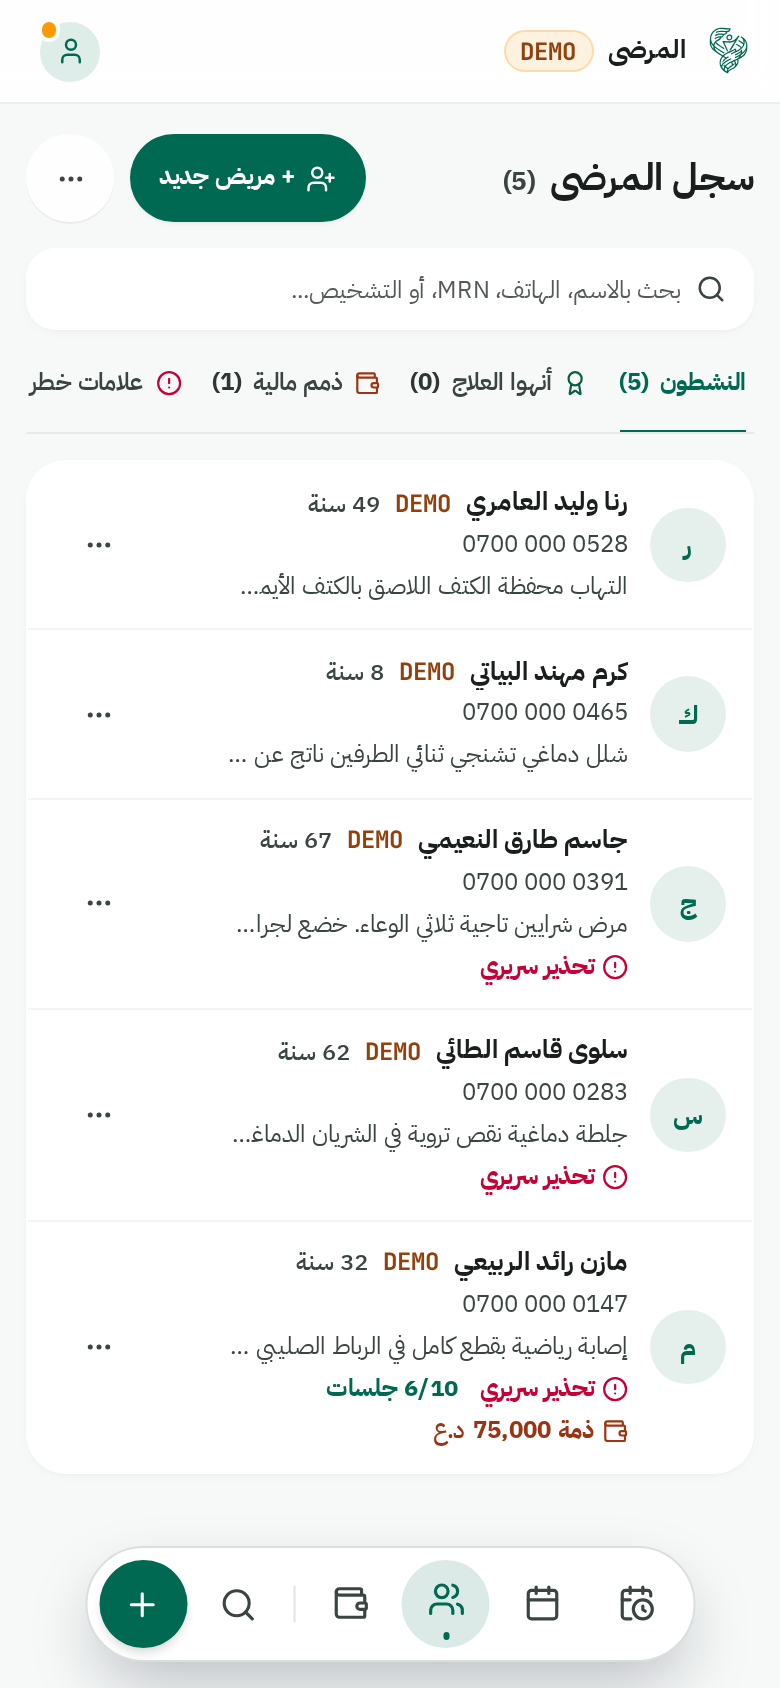 المرضى DEMO
سجل المرضى (5)
+ مريض جديد
بحث بالاسم، الهاتف، MRN، أو التشخيص...
النشطون (5) أنهوا العلاج (0) ذمم مالية (1) علامات خطر
رنا وليد العامري DEMO 49 سنة
ر
0700 000 0528
التهاب محفظة الكتف اللاصق بالكتف الأيم...
كرم مهند البياتي DEMO 8 سنة
ك
0700 000 0465
شلل دماغي تشنجي ثنائي الطرفين ناتج عن ...
جاسم طارق النعيمي DEMO 67 سنة
ج
0700 000 0391
مرض شرايين تاجية ثلاثي الوعاء. خضع لجرا...
تحذير سريري
سلوى قاسم الطائي DEMO 62 سنة
س
0700 000 0283
جلطة دماغية نقص تروية في الشريان الدماغ...
تحذير سريري
مازن رائد الربيعي DEMO 32 سنة
م
0700 000 0147
إصابة رياضية بقطع كامل في الرباط الصليبي ...
تحذير سريري 6/10 جلسات
ذمة 75,000 د.ع